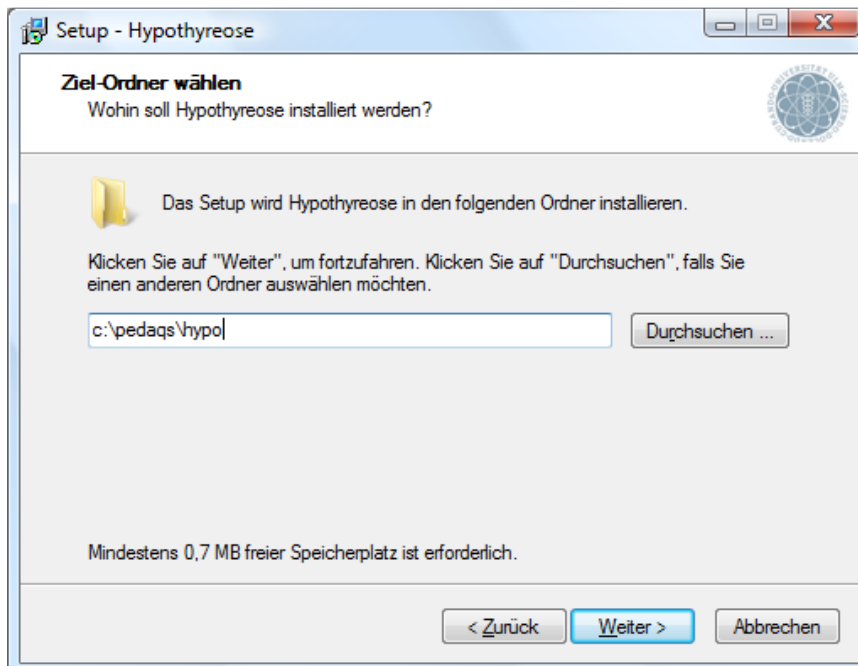 Setup - Hypothyreose
Ziel-Ordner wählen
Wohin soll Hypothyreose installiert werden?
Das Setup wird Hypothyreose in den folgenden Ordner installieren.
Klicken Sie auf "Weiter", um fortzufahren. Klicken Sie auf "Durchsuchen", falls Sie
einen anderen Ordner auswählen möchten.
c:\pedaqs\hypo
Durchsuchen ...
Mindestens 0,7 MB freier Speicherplatz ist erforderlich.
< Zurück
Weiter >
Abbrechen